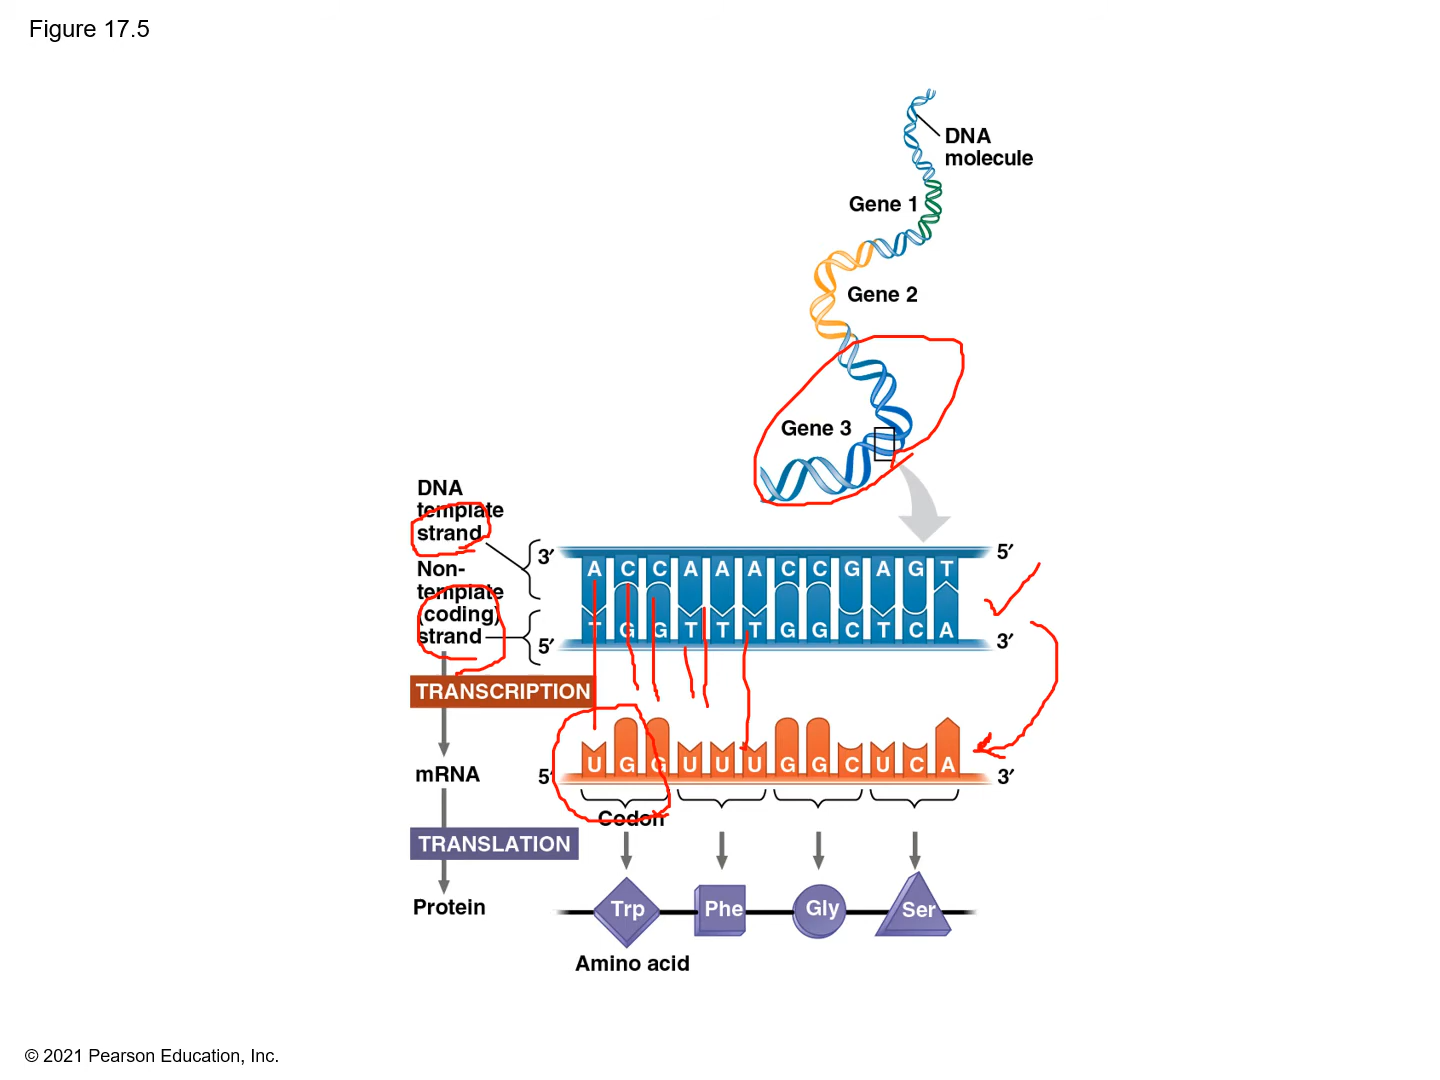 Figure 17.5
DNA
molecule
Gene 1
Gene 2
Gene 3
DNA
template
strand
3′
5′
A C C A A A C C G A G T
Non-
template
(coding)
strand
T G G T T T G G C T C A
5′
3′
TRANSCRIPTION
U G G U U U G G C U C A
mRNA
5′
3′
Codon
TRANSLATION
Protein
Trp Phe Gly Ser
Amino acid
© 2021 Pearson Education, Inc.